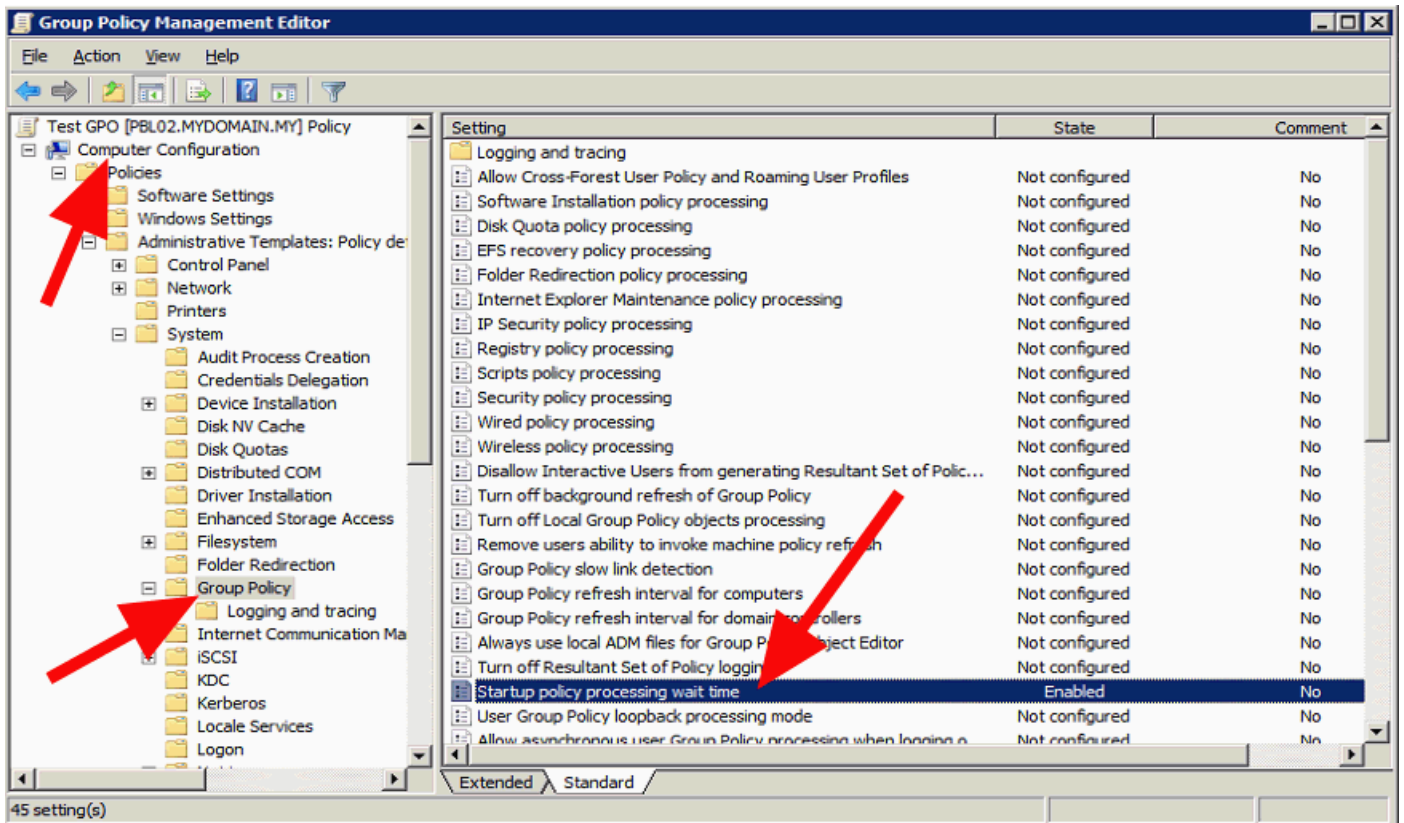 Group Policy Management Editor
File Action View Help
Test GPO [PBL02.MYDOMAIN.MY] Policy
Computer Configuration
Policies
Software Settings
Windows Settings
Administrative Templates: Policy de
Control Panel
Network
Printers
System
Audit Process Creation
Credentials Delegation
Device Installation
Disk NV Cache
Disk Quotas
Distributed COM
Driver Installation
Enhanced Storage Access
Filesystem
Folder Redirection
Group Policy
Logging and tracing
Internet Communication Ma
iSCSI
KDC
Kerberos
Locale Services
Logon
Setting State Comment
Logging and tracing
Allow Cross-Forest User Policy and Roaming User Profiles Not configured No
Software Installation policy processing Not configured No
Disk Quota policy processing Not configured No
EFS recovery policy processing Not configured No
Folder Redirection policy processing Not configured No
Internet Explorer Maintenance policy processing Not configured No
IP Security policy processing Not configured No
Registry policy processing Not configured No
Scripts policy processing Not configured No
Security policy processing Not configured No
Wired policy processing Not configured No
Wireless policy processing Not configured No
Disallow Interactive Users from generating Resultant Set of Polic... Not configured No
Turn off background refresh of Group Policy Not configured No
Turn off Local Group Policy objects processing Not configured No
Remove users ability to invoke machine policy refresh Not configured No
Group Policy slow link detection Not configured No
Group Policy refresh interval for computers Not configured No
Group Policy refresh interval for domain controllers Not configured No
Always use local ADM files for Group Policy Object Editor Not configured No
Turn off Resultant Set of Policy logging Not configured No
Startup policy processing wait time Enabled No
User Group Policy loopback processing mode Not configured No
Allow asynchronous user Group Policy processing when logging o Not configured No
Extended Standard
45 setting(s)